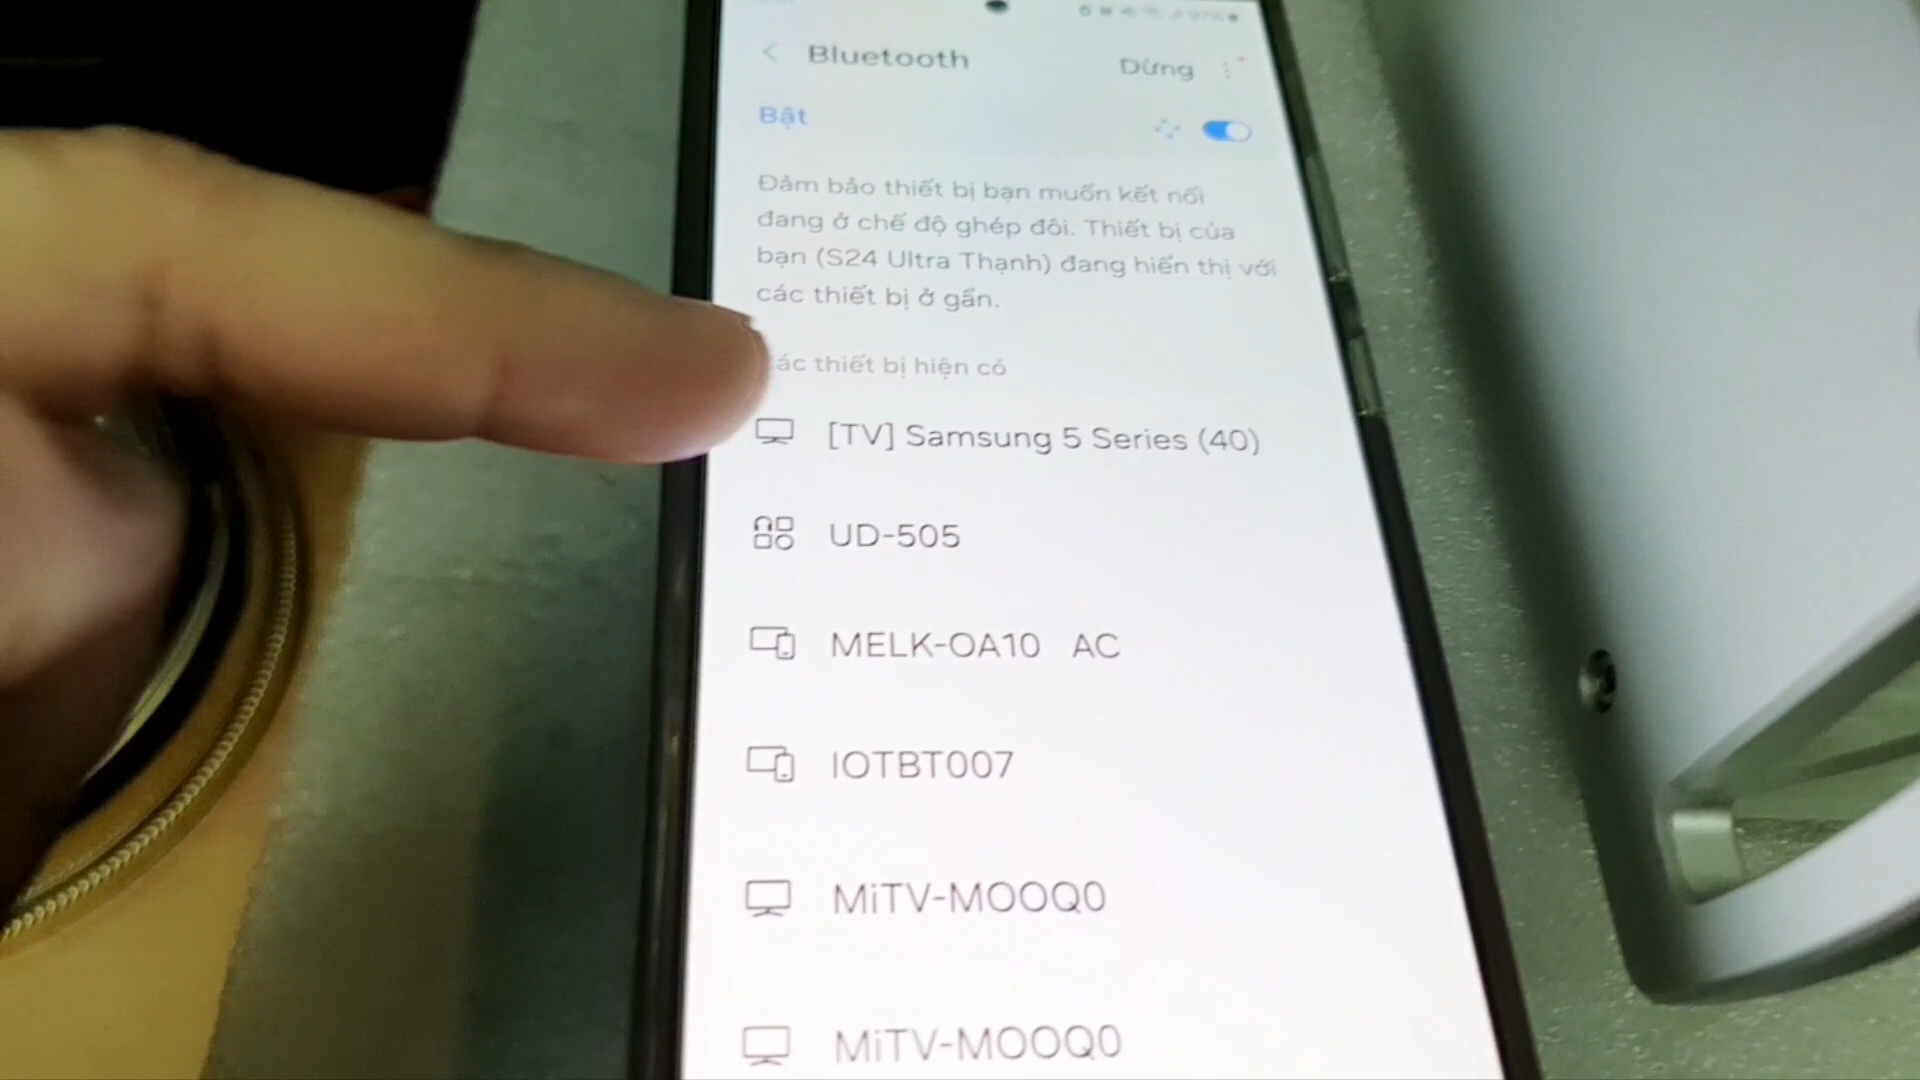 Bluetooth
Dừng
Bật
Đảm bảo thiết bị bạn muốn kết nối
đang ở chế độ ghép đôi. Thiết bị của
bạn (S24 Ultra Thạnh) đang hiển thị với
các thiết bị ở gần.
thiết bị hiện có
[TV] Samsung 5 Series (40)
UD-505
MELK-OA10 AC
IOTBT007
MiTV-MOOQ0
MiTV-MOOQ0